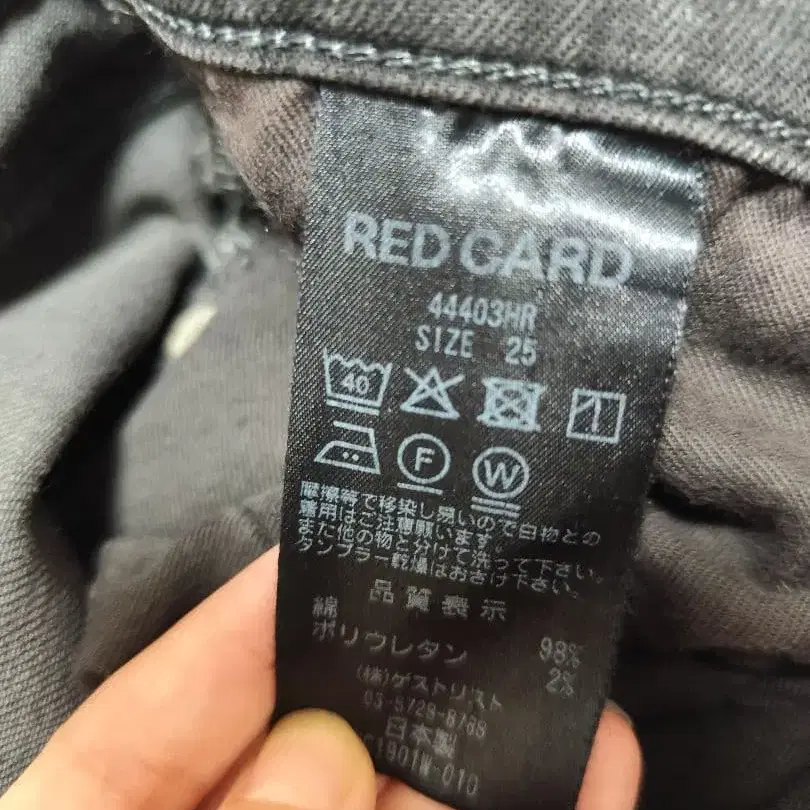 RED CARD
44403HR
SIZE 25
40
F W
摩擦等で移染し易いので白物との
着用はご注意願います。
また他の物と分けて洗って下さい。
タンブラー乾燥はおさけ下さい。
品質表示
綿 98%
ポリウレタン 2%
(株)ゲストリスト
03-5728-8788
日本製
1901W-010